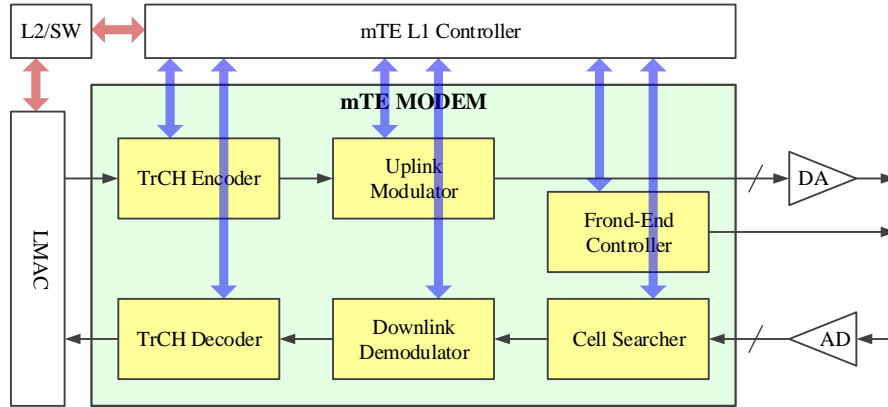 L2/SW
mTE L1 Controller
mTE MODEM
TrCH Encoder
Uplink
Modulator
DA
LMAC
Frond-End
Controller
TrCH Decoder
Downlink
Demodulator
Cell Searcher
AD